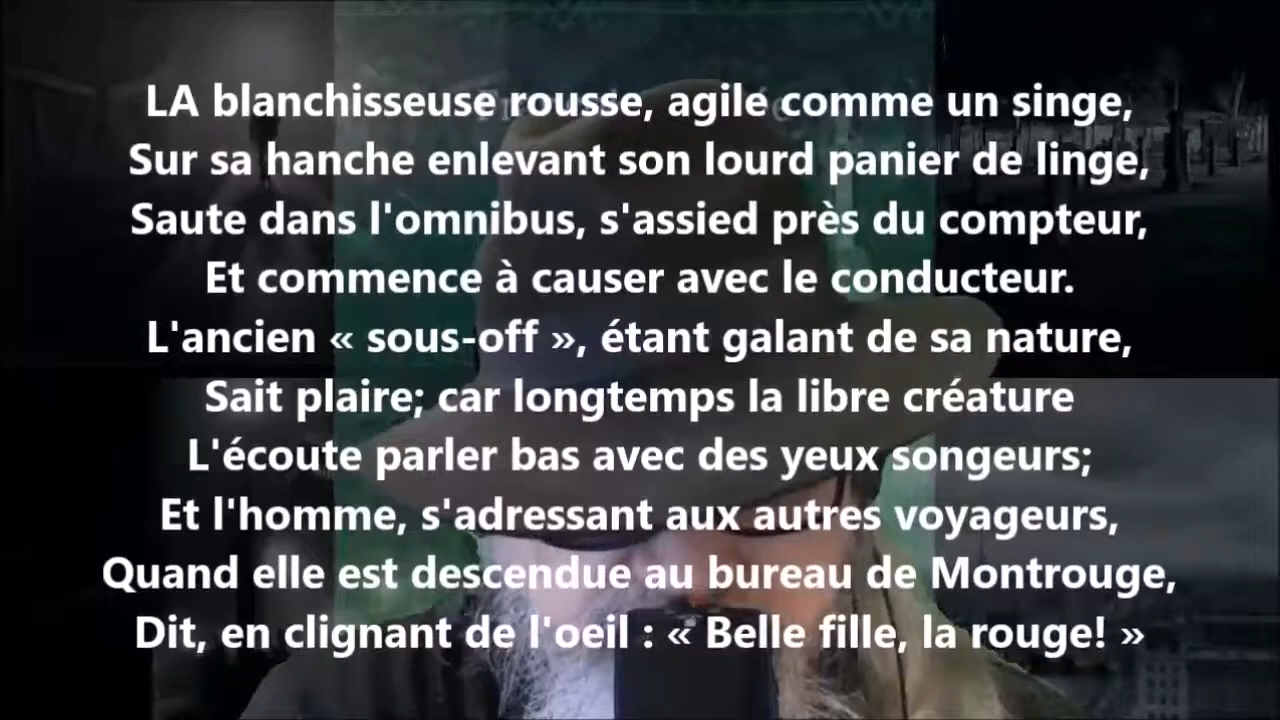 LA blanchisseuse rousse, agile comme un singe,
Sur sa hanche enlevant son lourd panier de linge,
Saute dans l'omnibus, s'assied près du compteur,
Et commence à causer avec le conducteur.
L'ancien « sous-off », étant galant de sa nature,
Sait plaire; car longtemps la libre créature
L'écoute parler bas avec des yeux songeurs;
Et l'homme, s'adressant aux autres voyageurs,
Quand elle est descendue au bureau de Montrouge,
Dit, en clignant de l'oeil : « Belle fille, la rouge! »